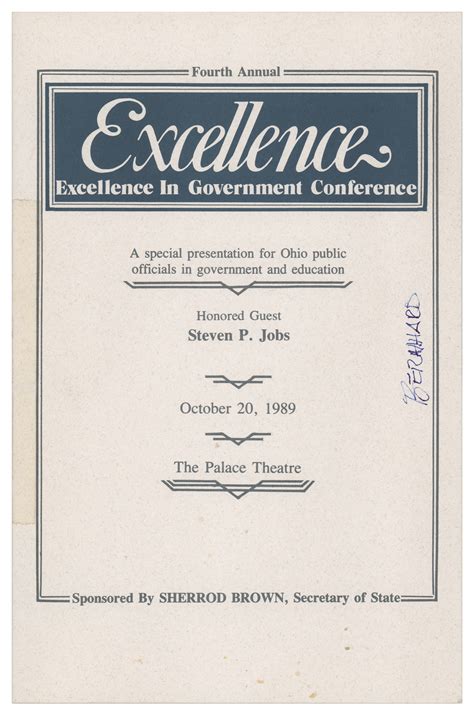 Fourth Annual
Excellence
Excellence In Government Conference
A special presentation for Ohio public
officials in government and education
Honored Guest
Steven P. Jobs
October 20, 1989
The Palace Theatre
Sponsored By SHERROD BROWN, Secretary of State